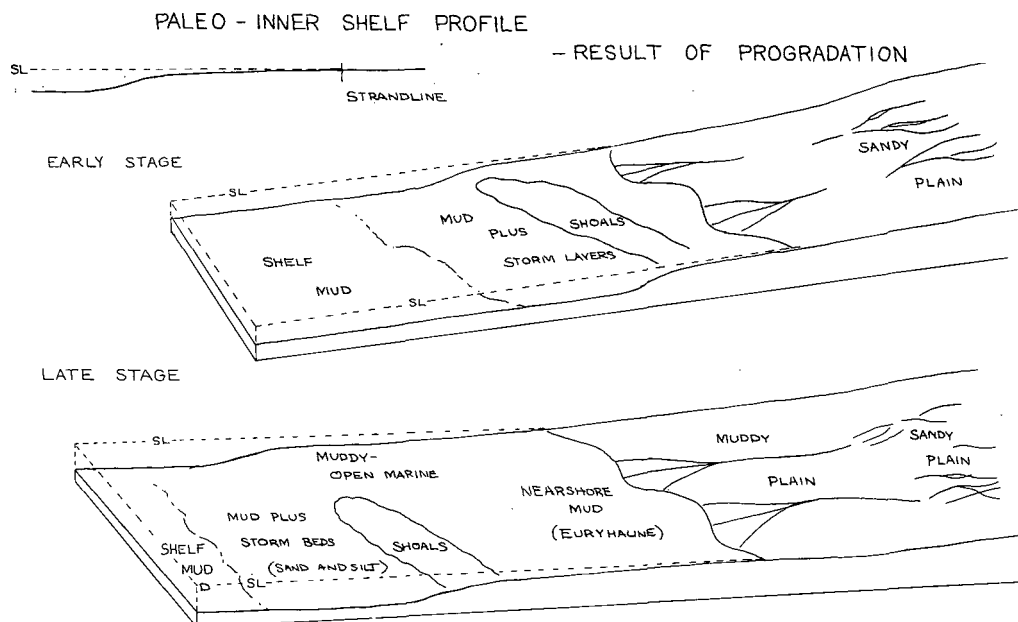 PALEO - INNER SHELF PROFILE
- RESULT OF PROGRADATION
SL
STRANDLINE
EARLY STAGE
SL
SANDY
PLAIN
MUD
PLUS
SHOALS
STORM LAYERS
SHELF
MUD
SL
LATE STAGE
SL
MUDDY-
OPEN MARINE
MUDDY
PLAIN
SANDY
PLAIN
NEARSHORE
MUD
(EURYHAUNE)
MUD PLUS
STORM BEDS
(SAND AND SILT)
SHOALS
SHELF
MUD
D
SL